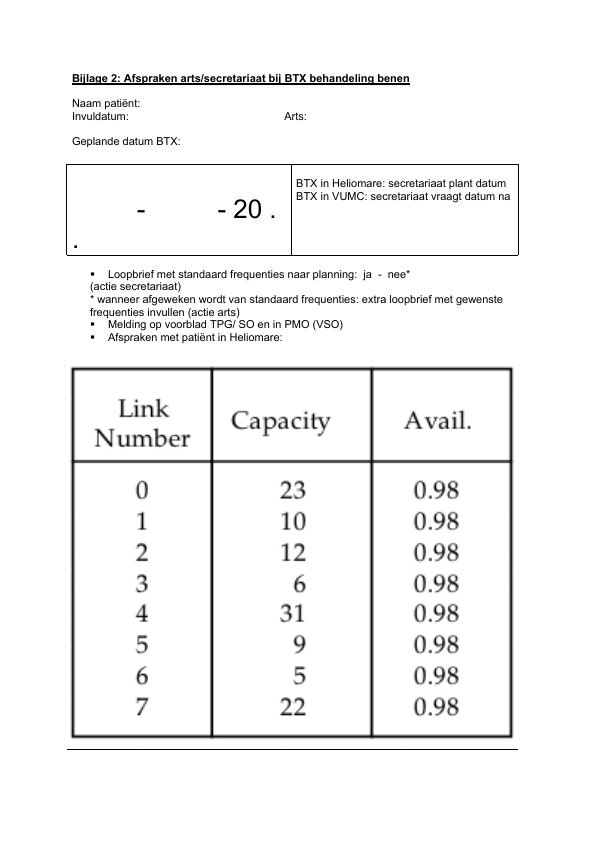 Bijlage 2: Afspraken arts/secretariaat bij BTX behandeling benen
Naam patiënt:
Invuldatum: Arts:
Geplande datum BTX:
- - 20 .
.
BTX in Heliomare: secretariaat plant datum
BTX in VUMC: secretariaat vraagt datum na
▪ Loopbrief met standaard frequenties naar planning: ja - nee*
(actie secretariaat)
* wanneer afgeweken wordt van standaard frequenties: extra loopbrief met gewenste
frequenties invullen (actie arts)
▪ Melding op voorblad TPG/ SO en in PMO (VSO)
▪ Afspraken met patiënt in Heliomare:
Link
Number Capacity Avail.
0 23 0.98
1 10 0.98
2 12 0.98
3 6 0.98
4 31 0.98
5 9 0.98
6 5 0.98
7 22 0.98